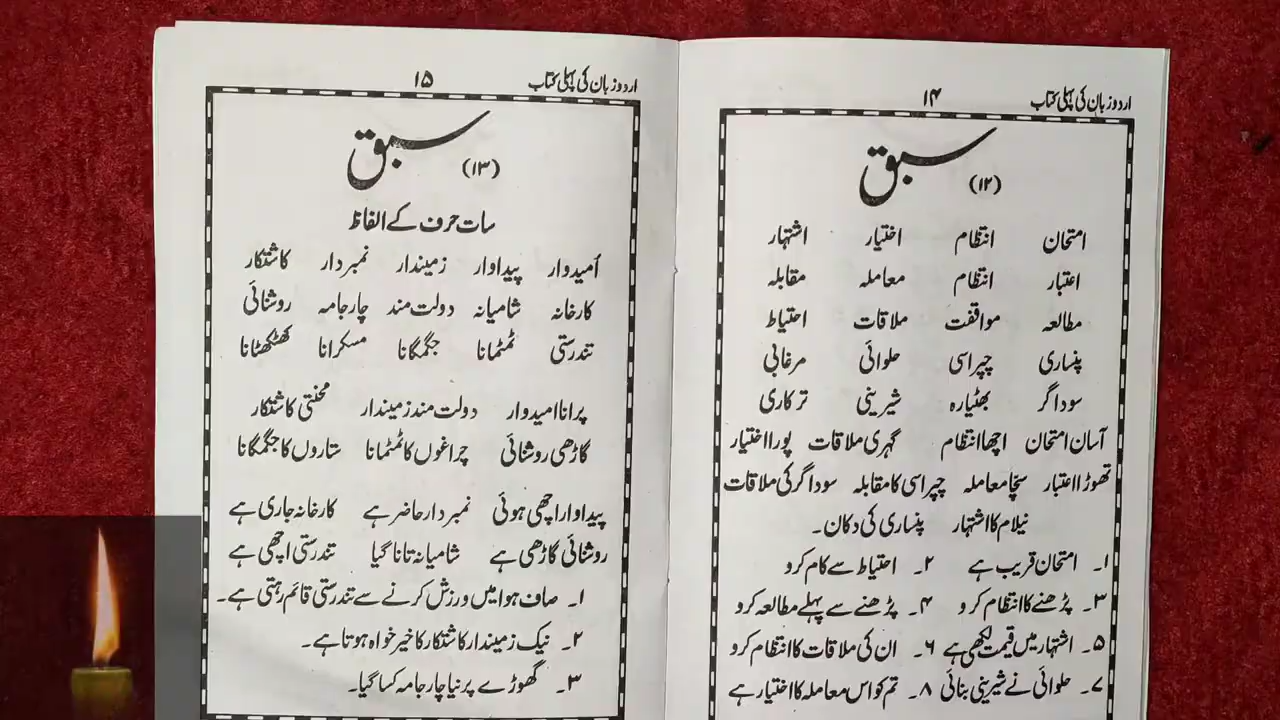 اردو زبان کی پہلی کتاب ۱۴
سبق (۱۲)
امتحان انتظام اختیار اشتہار
اعتبار انتظام معاملہ مقابلہ
مطالعہ موافقت ملاقات احتیاط
پنساری چپراسی حلوائی مرغابی
سوداگر بھٹیارہ شیرینی ترکاری
آسان امتحان اچھا انتظام گہری ملاقات پورا اختیار
تھوڑا اعتبار سچا معاملہ چپراسی کا مقابلہ سوداگر کی ملاقات
نیلام کا اشتہار پنساری کی دکان۔
۱۔ امتحان قریب ہے ۲۔ احتیاط سے کام کرو
۳۔ پڑھنے کا انتظام کرو ۴۔ پڑھنے سے پہلے مطالعہ کرو
۵۔ اشتہار میں قیمت لکھی ہے ۶۔ ان کی ملاقات کا انتظام کرو
۷۔ حلوائی نے شیرینی بنائی ۸۔ تم کو اس معاملہ کا اختیار ہے
اردو زبان کی پہلی کتاب ۱۵
سبق (۱۳)
سات حرف کے الفاظ
اُمیدوار پیداوار زمیندار نمبردار کاشتکار
کارخانہ شامیانہ دولت مند چارجامہ روشنائی
تندرستی ٹمٹمانا جگمگانا مسکرانا کھٹکھٹانا
پرانا امیدوار دولت مند زمیندار محنتی کاشتکار
گاڑھی روشنائی چراغوں کا ٹمٹمانا ستاروں کا جگمگانا
پیداوار اچھی ہوئی نمبردار حاضر ہے کارخانہ جاری ہے
روشنائی گاڑھی ہے شامیانہ تانا گیا تندرستی اچھی ہے
۱۔ صاف ہوا میں ورزش کرنے سے تندرستی قائم رہتی ہے۔
۲۔ نیک زمیندار کاشتکار کا خیر خواہ ہوتا ہے۔
۳۔ گھوڑے پر نیا چارجامہ کسا گیا۔